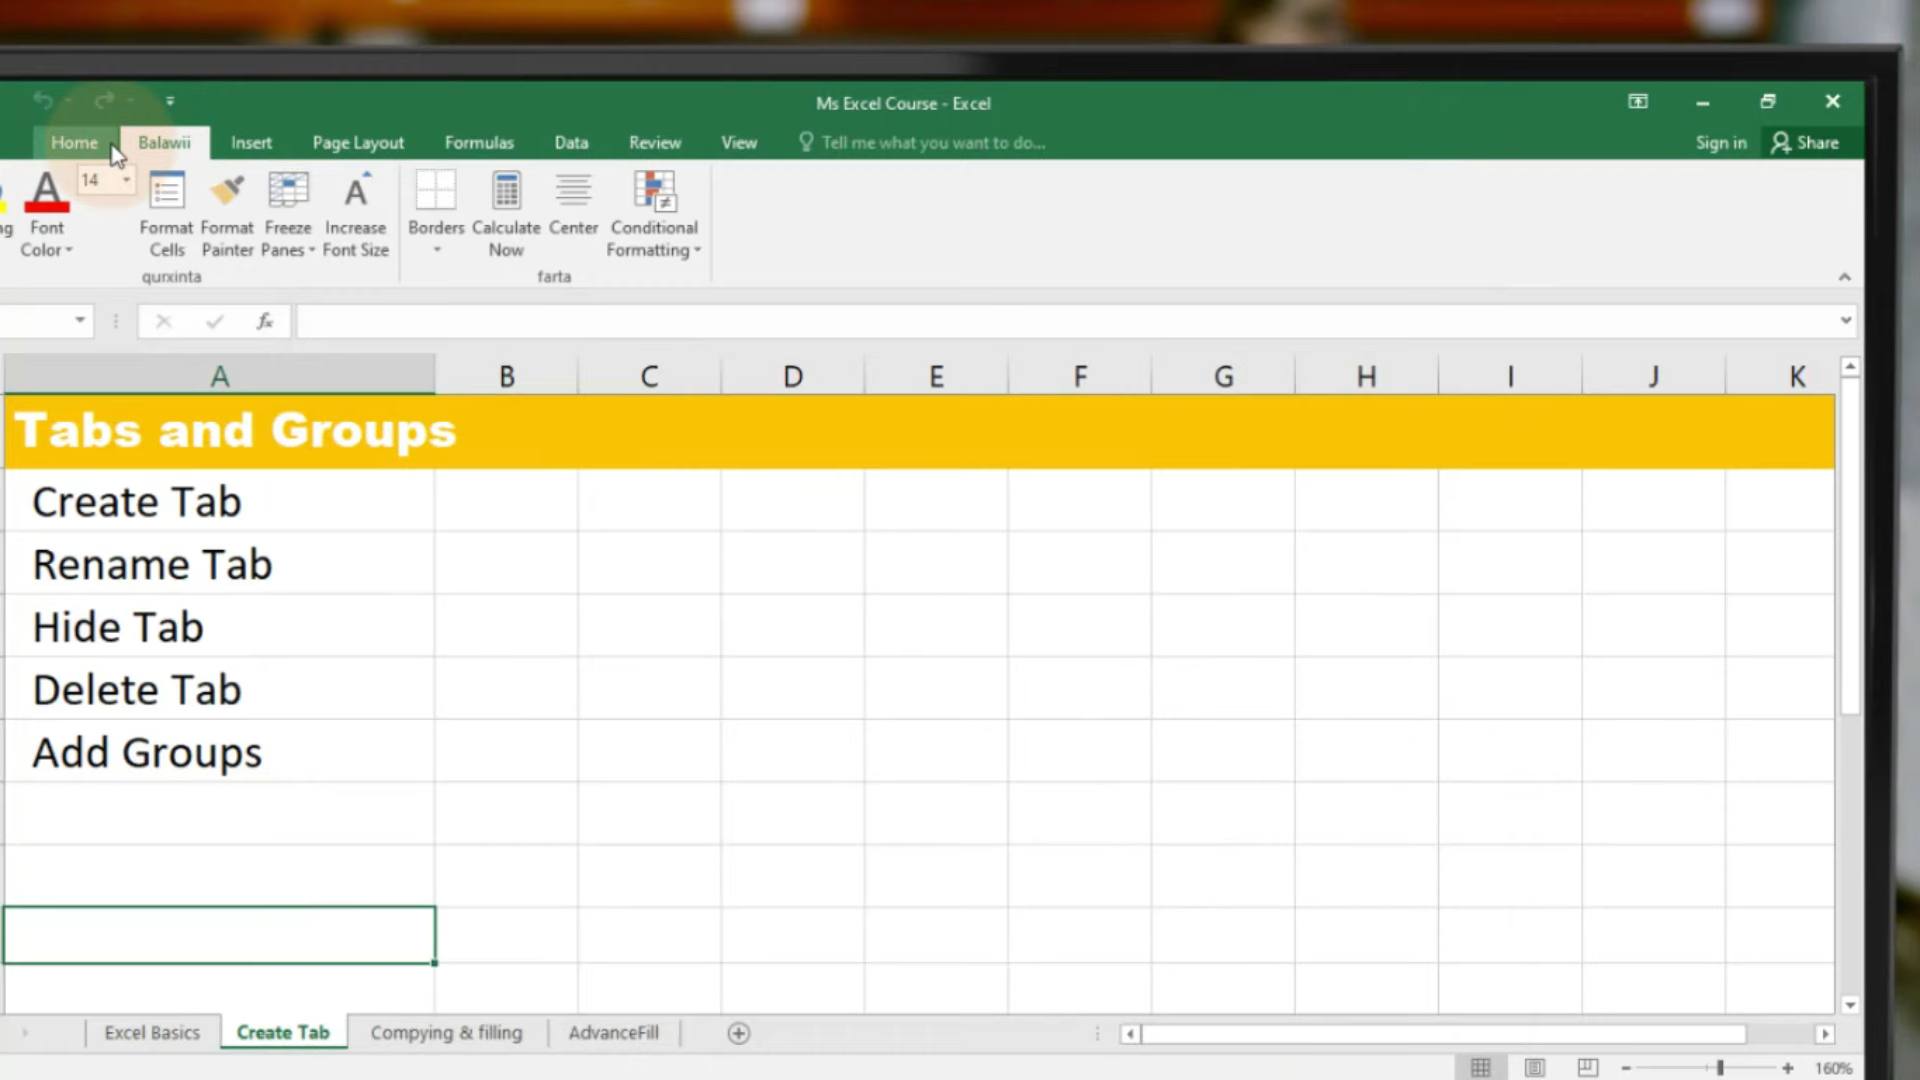 Ms Excel Course - Excel
Home Balawii Insert Page Layout Formulas Data Review View Tell me what you want to do... Sign in Share
14
Font Color
Format Cells
Format Painter
Freeze Panes
Increase Font Size
Borders
Calculate Now
Center
Conditional Formatting
qurxinta
farta
fx
A B C D E F G H I J K
Tabs and Groups
Create Tab
Rename Tab
Hide Tab
Delete Tab
Add Groups
Excel Basics Create Tab Compying & filling AdvanceFill
160%